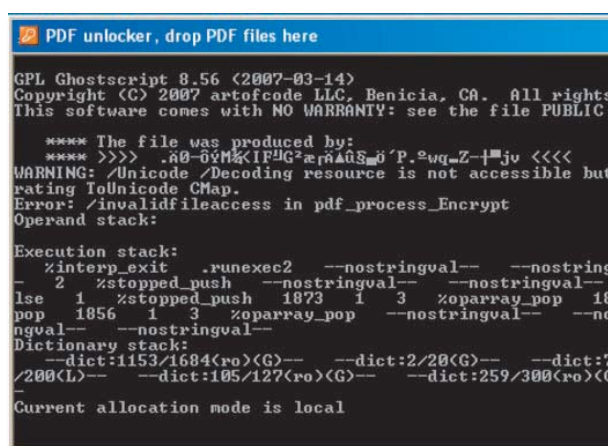 PDF unlocker, drop PDF files here
GPL Ghostscript 8.56 (2007-03-14)
Copyright (C) 2007 artofcode LLC, Benicia, CA. All rights
This software comes with NO WARRANTY: see the file PUBLIC
**** The file was produced by:
**** >>>> <<<<
WARNING: /Unicode /Decoding resource is not accessible but
rating ToUnicode CMap.
Error: /invalidfileaccess in pdf_process_Encrypt
Operand stack:
Execution stack:
%interp_exit .runexec2 --nostringval-- --nostring
- 2 %stopped_push --nostringval-- --nostringval--
lse 1 %stopped_push 1873 1 3 %oparray_pop
pop 1856 1 3 %oparray_pop --nostringval--
ngval-- --nostringval--
Dictionary stack:
--dict:1153/1684(ro)(G)-- --dict:2/20(G)-- --dict:
/200(L)-- --dict:105/127(ro)(G)-- --dict:259/300(ro)(
-
Current allocation mode is local